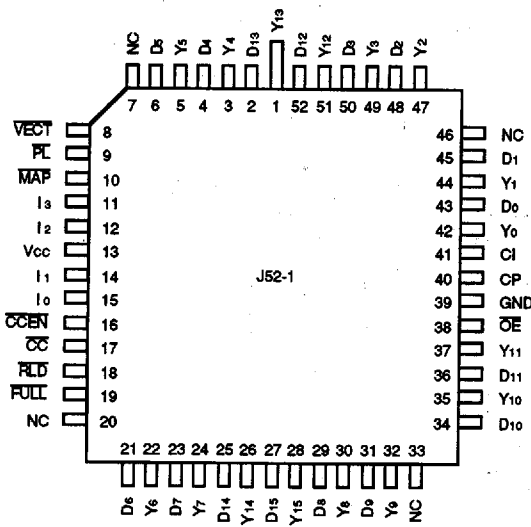 NC D5 Y5 D4 Y4 D13 Y13 D12 Y12 D3 Y3 D2 Y2
7 6 5 4 3 2 1 52 51 50 49 48 47
VECT 8
PL 9
MAP 10
I3 11
I2 12
Vcc 13
I1 14
I0 15
CCEN 16
CC 17
RLD 18
FULL 19
NC 20
J52-1
46 NC
45 D1
44 Y1
43 D0
42 Y0
41 CI
40 CP
39 GND
38 OE
37 Y11
36 D11
35 Y10
34 D10
21 22 23 24 25 26 27 28 29 30 31 32 33
D6 Y6 D7 Y7 D14 Y14 D15 Y15 D8 Y8 D9 Y9 NC